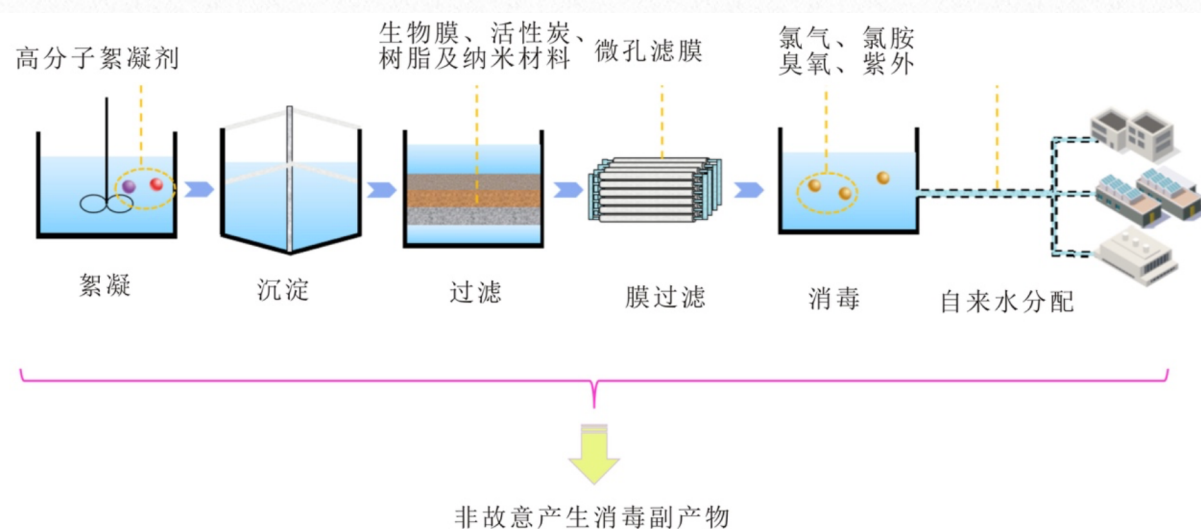 高分子絮凝剂
生物膜、活性炭、
树脂及纳米材料
微孔滤膜
氯气、氯胺
臭氧、紫外
絮凝
沉淀
过滤
膜过滤
消毒
自来水分配
非故意产生消毒副产物